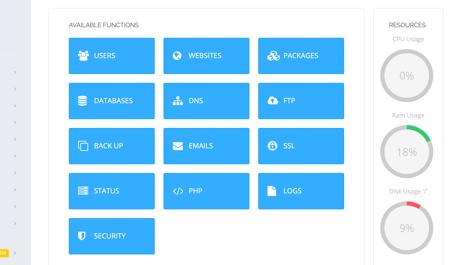 AVAILABLE FUNCTIONS
USERS
WEBSITES
PACKAGES
DATABASES
DNS
FTP
BACK UP
EMAILS
SSL
STATUS
PHP
LOGS
SECURITY
RESOURCES
CPU Usage
0%
Ram Usage
18%
Disk Usage '/'
9%